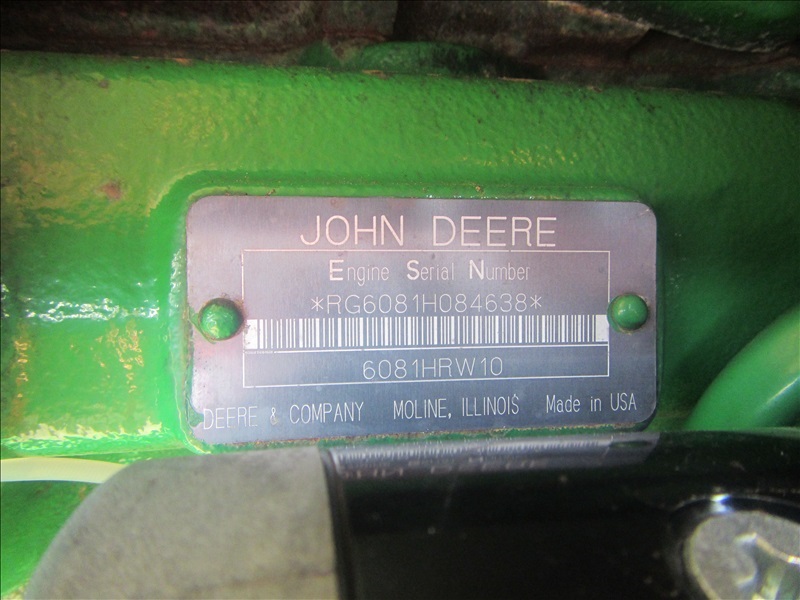 JOHN DEERE
Engine Serial Number
*RG6081H084638*
6081HRW10
DEERE & COMPANY MOLINE, ILLINOIS Made in USA